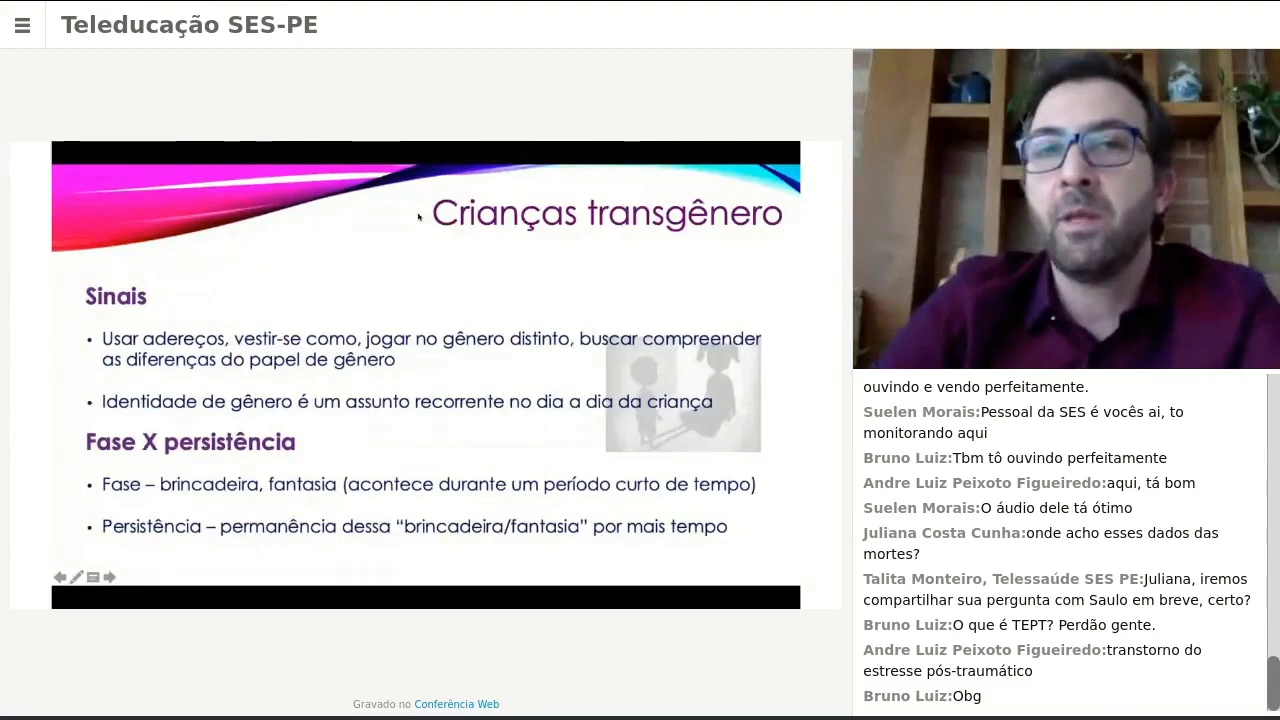 Teleducação SES-PE
Crianças transgênero
Sinais
• Usar adereços, vestir-se como, jogar no gênero distinto, buscar compreender
as diferenças do papel de gênero
• Identidade de gênero é um assunto recorrente no dia a dia da criança
Fase X persistência
• Fase – brincadeira, fantasia (acontece durante um período curto de tempo)
• Persistência – permanência dessa “brincadeira/fantasia” por mais tempo
Gravado no Conferência Web
ouvindo e vendo perfeitamente.
Suelen Morais:Pessoal da SES é vocês ai, to
monitorando aqui
Bruno Luiz:Tbm tô ouvindo perfeitamente
Andre Luiz Peixoto Figueiredo:aqui, tá bom
Suelen Morais:O áudio dele tá ótimo
Juliana Costa Cunha:onde acho esses dados das
mortes?
Talita Monteiro, Telessaúde SES PE:Juliana, iremos
compartilhar sua pergunta com Saulo em breve, certo?
Bruno Luiz:O que é TEPT? Perdão gente.
Andre Luiz Peixoto Figueiredo:transtorno do
estresse pós-traumático
Bruno Luiz:Obg